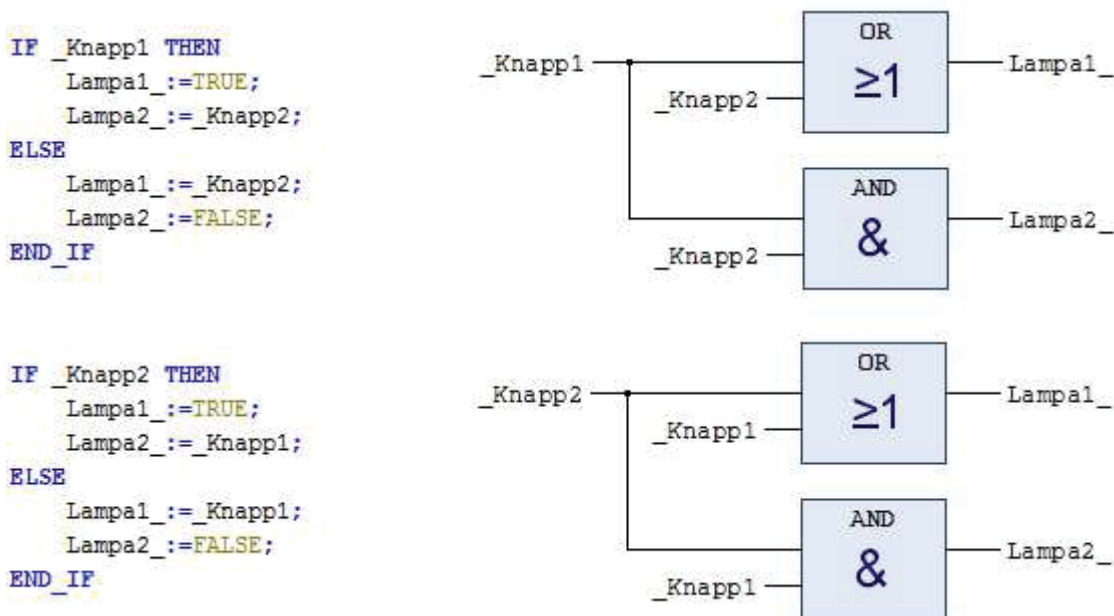 IF _Knapp1 THEN
Lampa1_:=TRUE;
Lampa2_:=_Knapp2;
ELSE
Lampa1_:=_Knapp2;
Lampa2_:=FALSE;
END_IF
OR
_Knapp1
≥1
Lampa1_
_Knapp2
AND
&
Lampa2_
_Knapp2
IF _Knapp2 THEN
Lampa1_:=TRUE;
Lampa2_:=_Knapp1;
ELSE
Lampa1_:=_Knapp1;
Lampa2_:=FALSE;
END_IF
OR
_Knapp2
≥1
Lampa1_
_Knapp1
AND
&
Lampa2_
_Knapp1